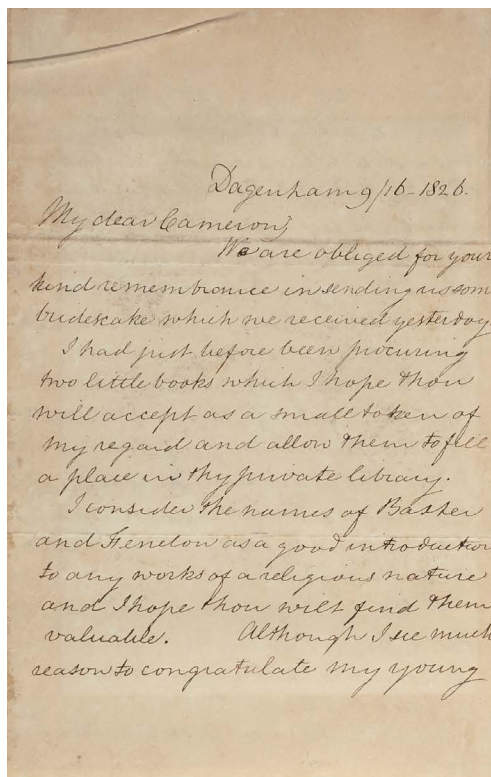 Dagenham 9/16-1826.
My dear Cameron,
We are obliged for your
kind remembrance in sending us som
bridescake which we received yesterday
I had just before been procuring
two little books which I hope thou
will accept as a small token of
my regard and allow them to fill
a place in thy private library.
I consider the names of Baxter
and Fenelon as a good introduction
to any works of a religious nature
and I hope thou wilt find them
valuable. Although I see much
reason to congratulate my young